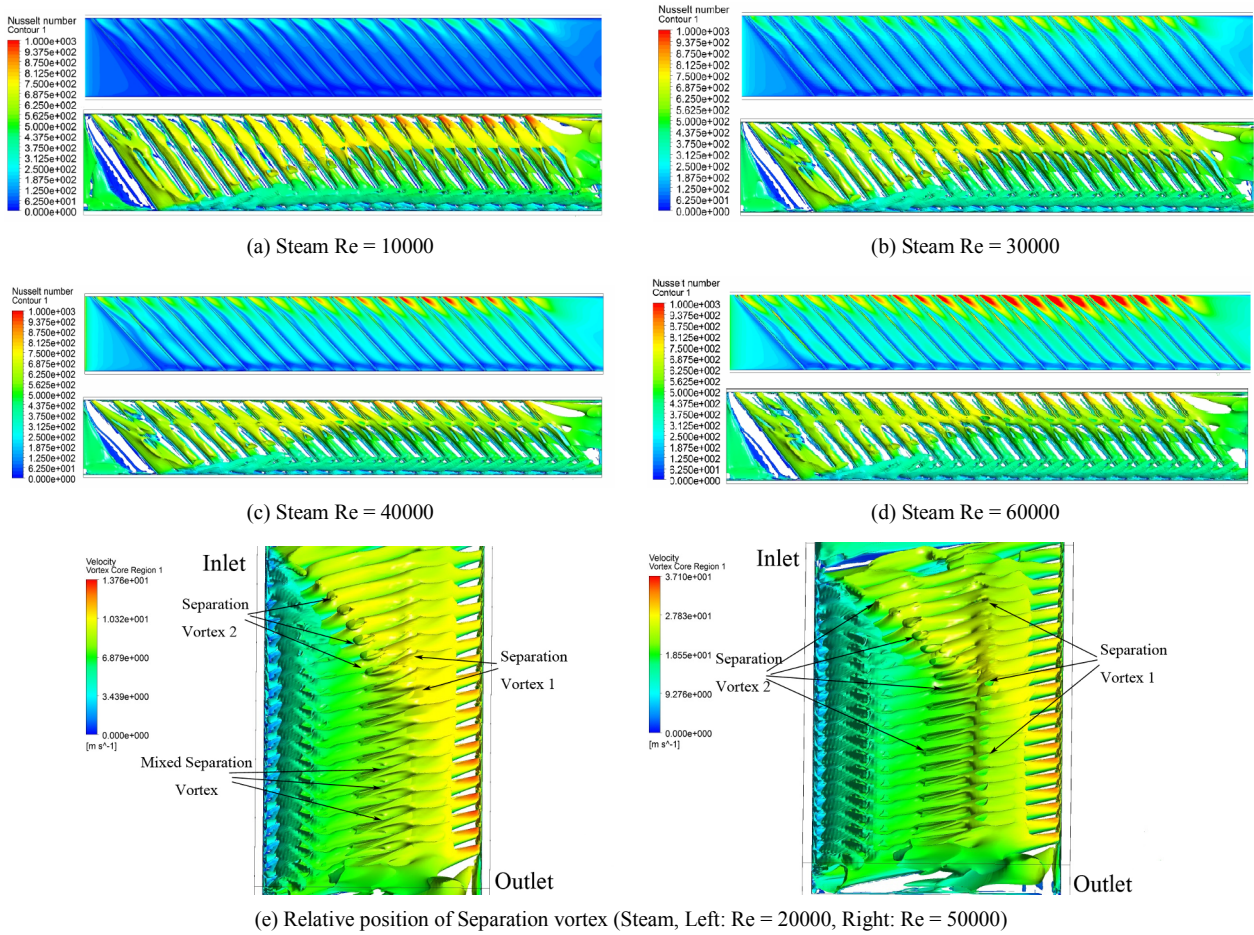 Nusselt number
Contour 1
1.000e+003
9.375e+002
8.750e+002
8.125e+002
7.500e+002
6.875e+002
6.250e+002
5.625e+002
5.000e+002
4.375e+002
3.750e+002
3.125e+002
2.500e+002
1.875e+002
1.250e+002
6.250e+001
0.000e+000
(a) Steam Re = 10000
Nusselt number
Contour 1
1.000e+003
9.375e+002
8.750e+002
8.125e+002
7.500e+002
6.875e+002
6.250e+002
5.625e+002
5.000e+002
4.375e+002
3.750e+002
3.125e+002
2.500e+002
1.875e+002
1.250e+002
6.250e+001
0.000e+000
(b) Steam Re = 30000
Nusselt number
Contour 1
1.000e+003
9.375e+002
8.750e+002
8.125e+002
7.500e+002
6.875e+002
6.250e+002
5.625e+002
5.000e+002
4.375e+002
3.750e+002
3.125e+002
2.500e+002
1.875e+002
1.250e+002
6.250e+001
0.000e+000
(c) Steam Re = 40000
Nusse t number
Contour 1
1.000e+003
9.375e+002
8.750e+002
8.125e+002
7.500e+002
6.875e+002
6.250e+002
5.625e+002
5.000e+002
4.375e+002
3.750e+002
3.125e+002
2.500e+002
1.875e+002
1.250e+002
6.250e+001
0.000e+000
(d) Steam Re = 60000
Velocity
Vortex Core Region 1
1.376e+001
1.032e+001
6.879e+000
3.439e+000
0.000e+000
[m s^-1]
Inlet
Separation
Vortex 2
Separation
Vortex 1
Mixed Separation
Vortex
Outlet
Velocity
Vortex Core Region 1
3.710e+001
2.783e+001
1.855e+001
9.276e+000
0.000e+000
[m s^-1]
Inlet
Separation
Vortex 2
Separation
Vortex 1
Outlet
(e) Relative position of Separation vortex (Steam, Left: Re = 20000, Right: Re = 50000)